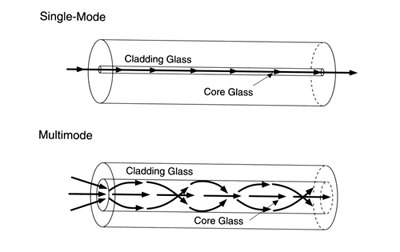 Single-Mode
Cladding Glass
Core Glass
Multimode
Cladding Glass
Core Glass